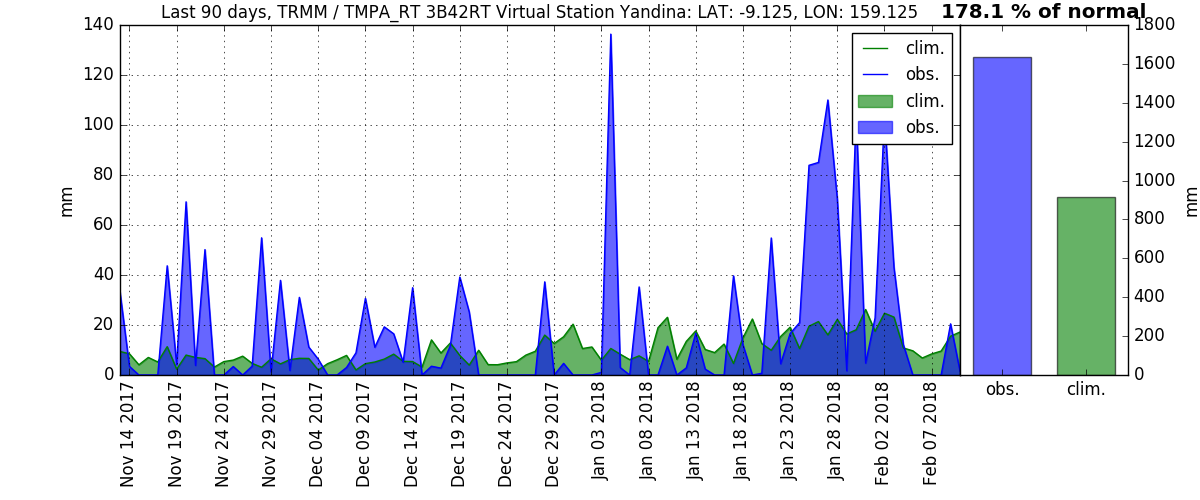 Last 90 days, TRMM / TMPA_RT 3B42RT Virtual Station Yandina: LAT: -9.125, LON: 159.125
178.1 % of normal
140
120
100
80
60
40
20
0
mm
clim.
obs.
clim.
obs.
1800
1600
1400
1200
1000
800
600
400
200
0
mm
Nov 14 2017
Nov 19 2017
Nov 24 2017
Nov 29 2017
Dec 04 2017
Dec 09 2017
Dec 14 2017
Dec 19 2017
Dec 24 2017
Dec 29 2017
Jan 03 2018
Jan 08 2018
Jan 13 2018
Jan 18 2018
Jan 23 2018
Jan 28 2018
Feb 02 2018
Feb 07 2018
obs.
clim.